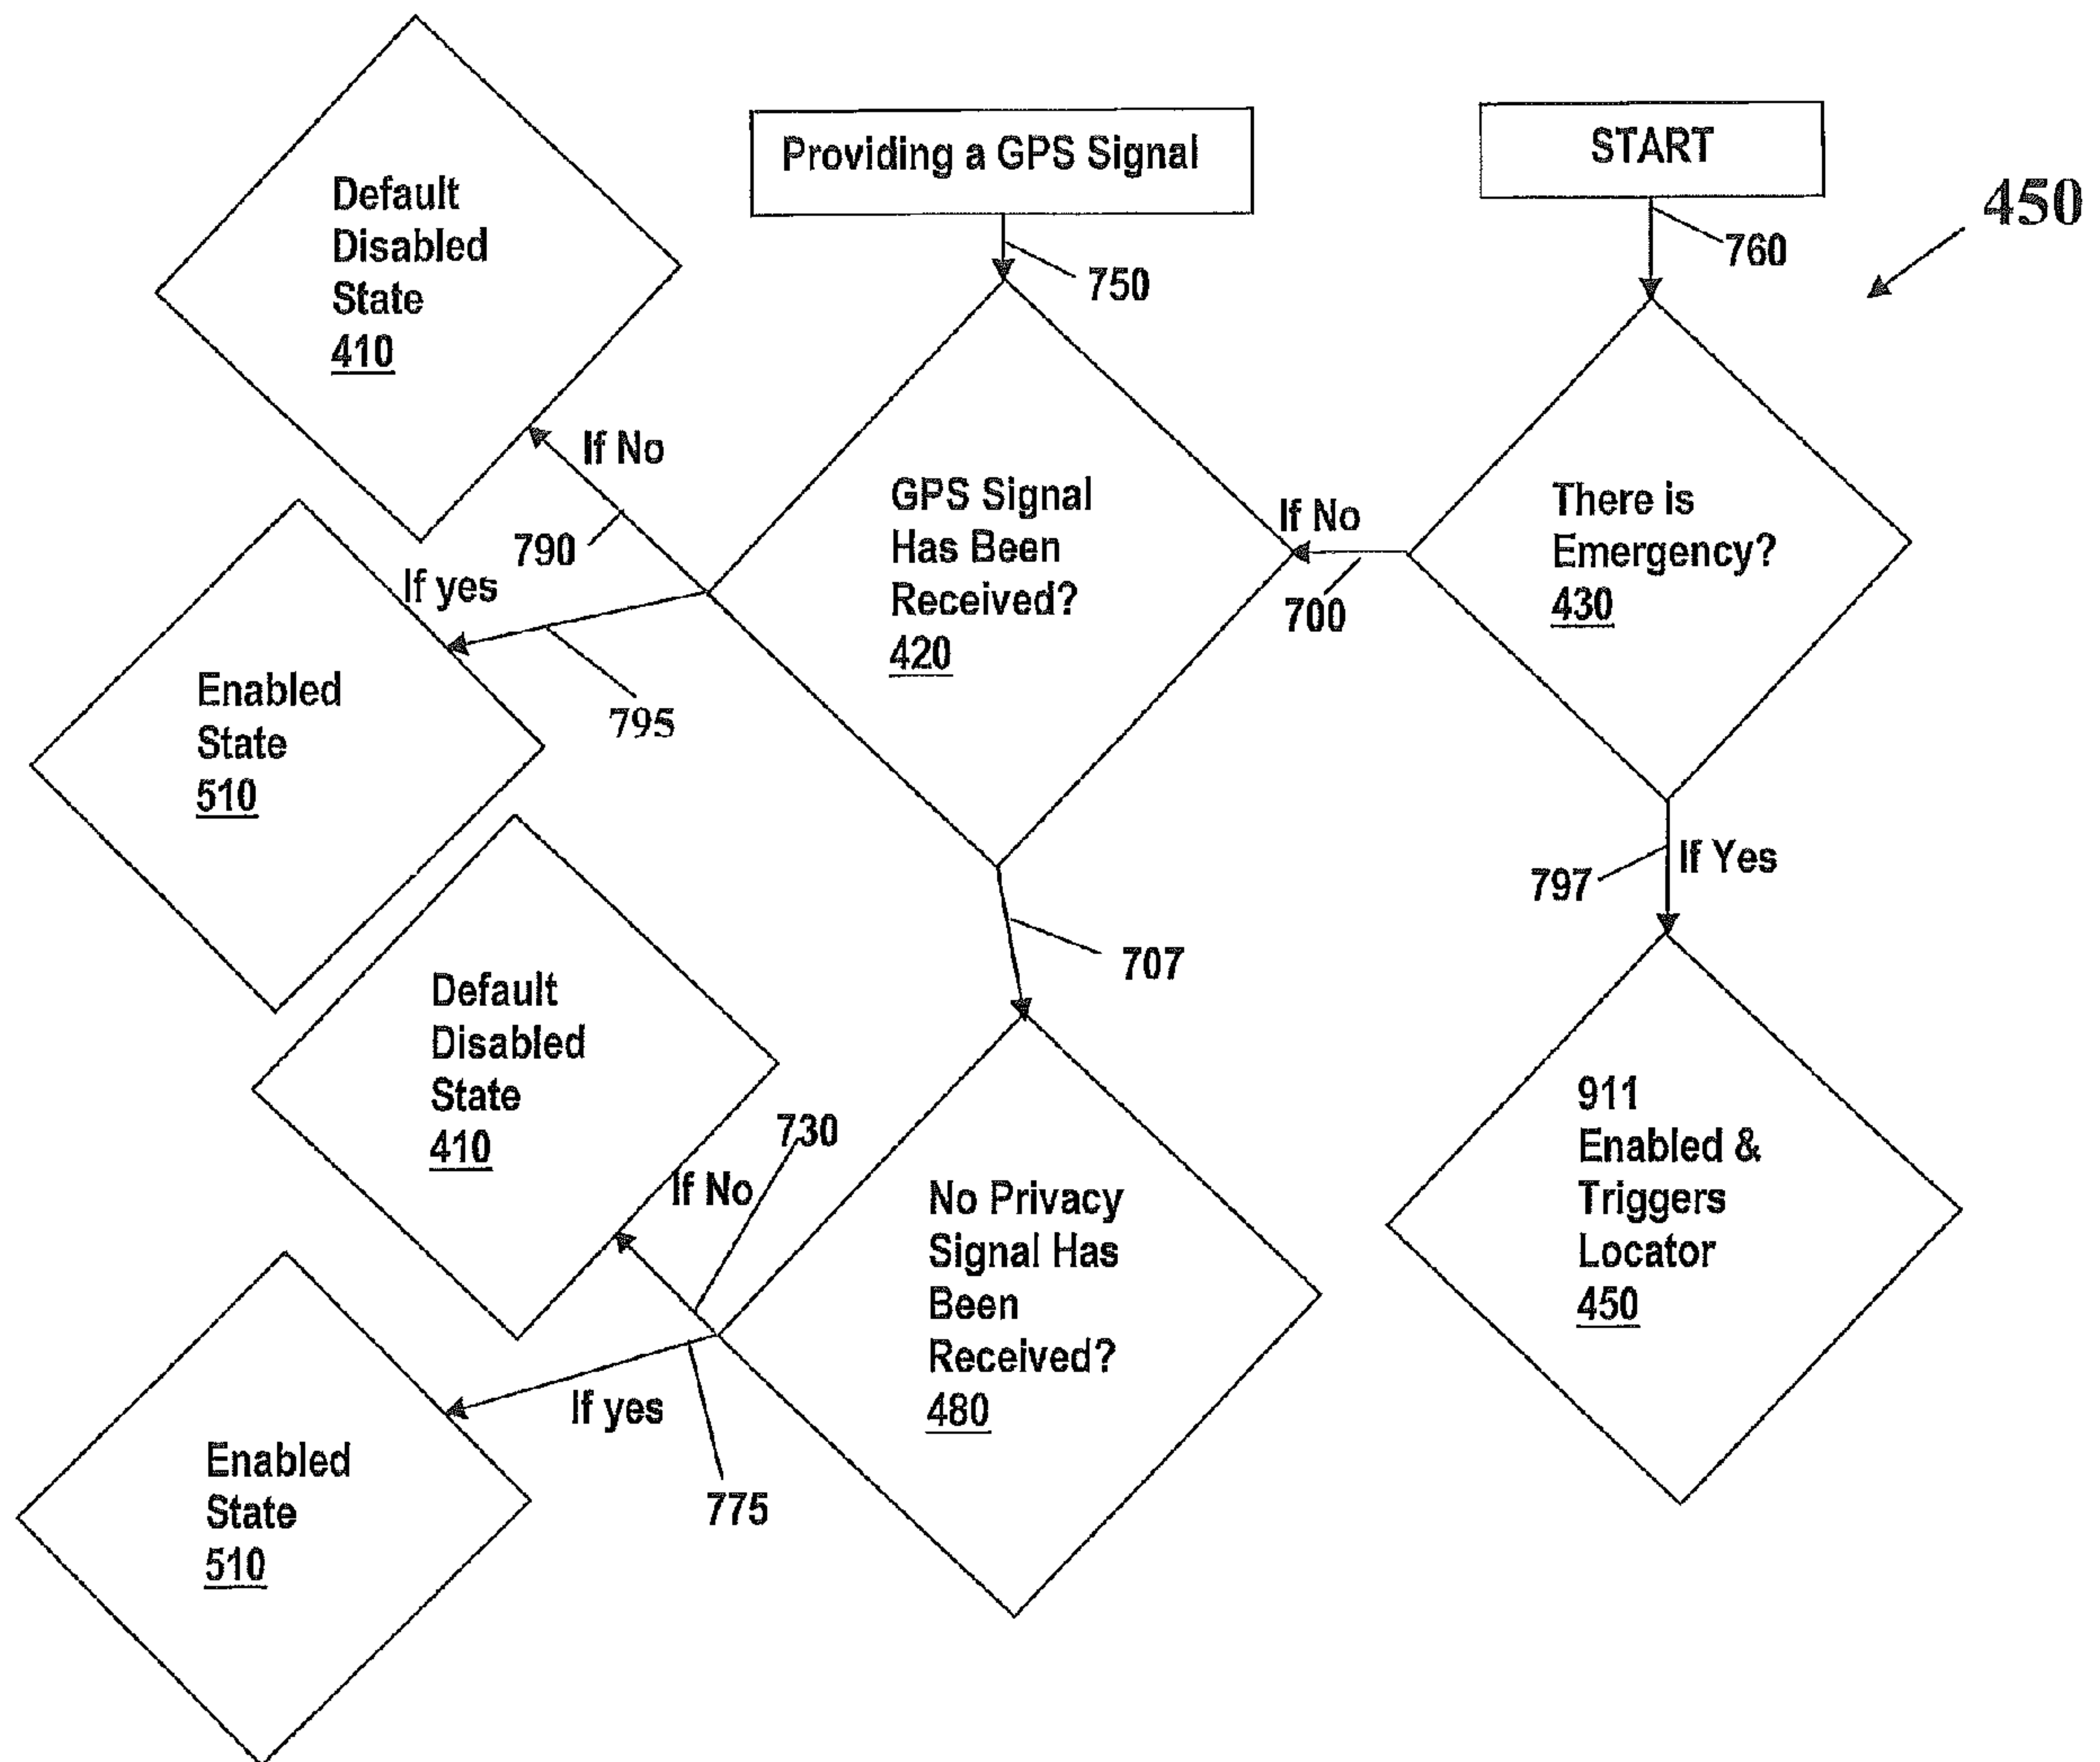 Providing a GPS Signal
START
450
760
750
Default
Disabled
State
410
If No
790
GPS Signal
Has Been
Received?
420
If No
700
There is
Emergency?
430
If yes
795
Enabled
State
510
If Yes
797
707
Default
Disabled
State
410
730
If No
No Privacy
Signal Has
Been
Received?
480
911
Enabled &
Triggers
Locator
450
If yes
775
Enabled
State
510